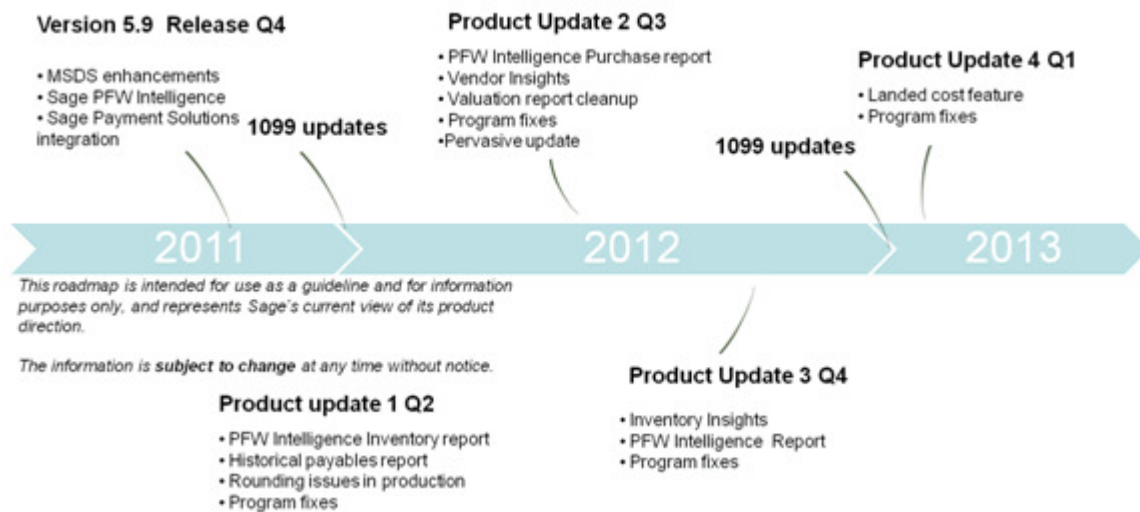 Version 5.9  Release Q4
• MSDS enhancements
• Sage PFW Intelligence
• Sage Payment Solutions
integration
1099 updates
Product Update 2 Q3
• PFW Intelligence Purchase report
• Vendor Insights
• Valuation report cleanup
• Program fixes
•Pervasive update
1099 updates
Product Update 4 Q1
• Landed cost feature
• Program fixes
2011
2012
2013
This roadmap is intended for use as a guideline and for information
purposes only, and represents Sage's current view of its product
direction.
The information is subject to change at any time without notice.
Product update 1 Q2
• PFW Intelligence Inventory report
• Historical payables report
• Rounding issues in production
• Program fixes
Product Update 3 Q4
• Inventory Insights
• PFW Intelligence  Report
• Program fixes